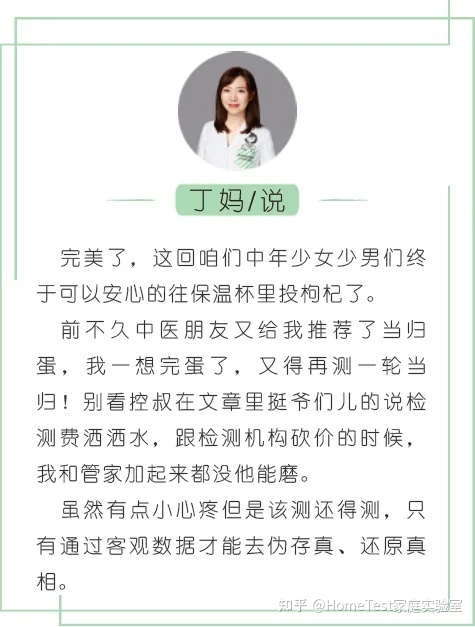 丁妈/说
完美了，这回咱们中年少女少男们终
于可以安心的往保温杯里投枸杞了。
前不久中医朋友又给我推荐了当归
蛋，我一想完蛋了，又得再测一轮当
归！别看控叔在文章里挺爷们儿的说检
测费洒洒水，跟检测机构砍价的时候，
我和管家加起来都没他能磨。
虽然有点小心疼但是该测还得测，只
有通过客观数据才能去伪存真、还原真
相。
知乎 @HomeTest家庭实验室